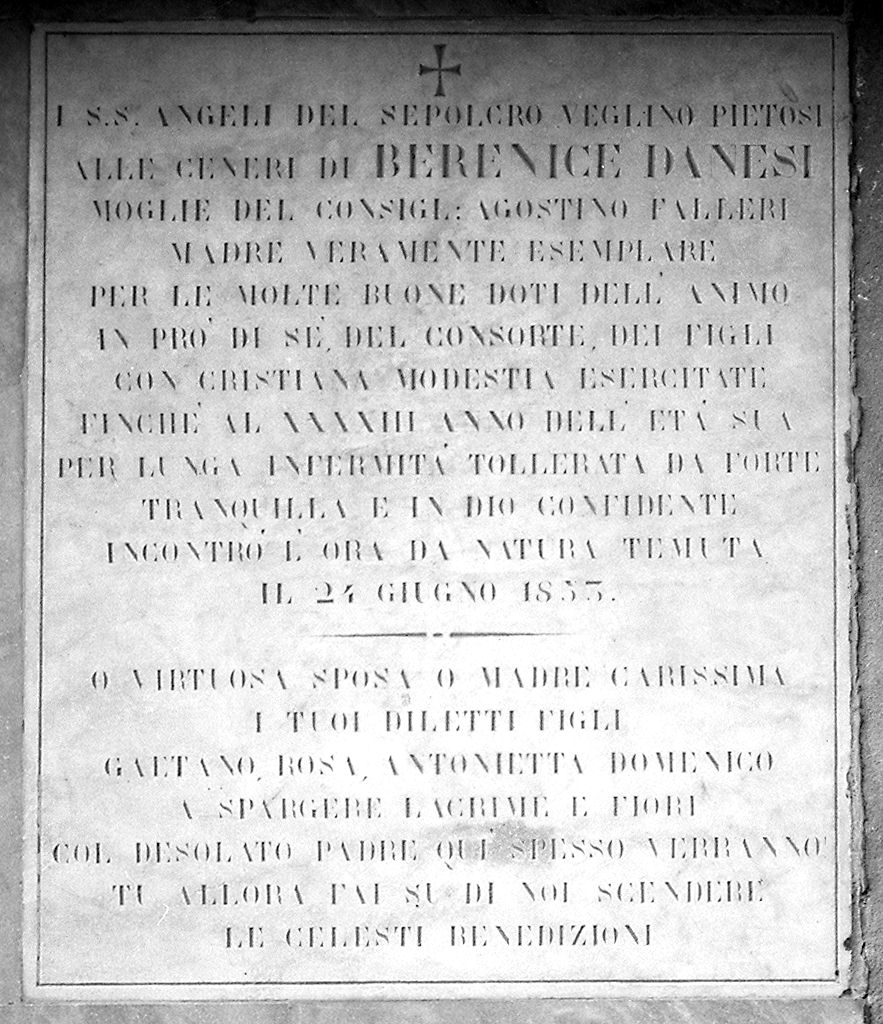 I S.S. ANGELI DEL SEPOLCRO VEGLINO PIETOSI
ALLE CENERI DI BERENICE DANESI
MOGLIE DEL CONSIGL: AGOSTINO FALLERI
MADRE VERAMENTE ESEMPLARE
PER LE MOLTE BUONE DOTI DELL' ANIMO
IN PRO' DI SE', DEL CONSORTE, DEI FIGLI
CON CRISTIANA MODESTIA ESERCITATE
FINCHE' AL XXXXIII ANNO DELL' ETA' SUA
PER LUNGA INFERMITA' TOLLERATA DA FORTE
TRANQUILLA E IN DIO CONFIDENTE
INCONTRO' L' ORA DA NATURA TEMUTA
IL 24 GIUGNO 1853.
O VIRTUOSA SPOSA O MADRE CARISSIMA
I TUOI DILETTI FIGLI
GAETANO, ROSA, ANTONIETTA DOMENICO
A SPARGERE LACRIME E FIORI
COL DESOLATO PADRE QUI' SPESSO VERRANNO
TU ALLORA FAI SU DI NOI SCENDERE
LE CELESTI BENEDIZIONI